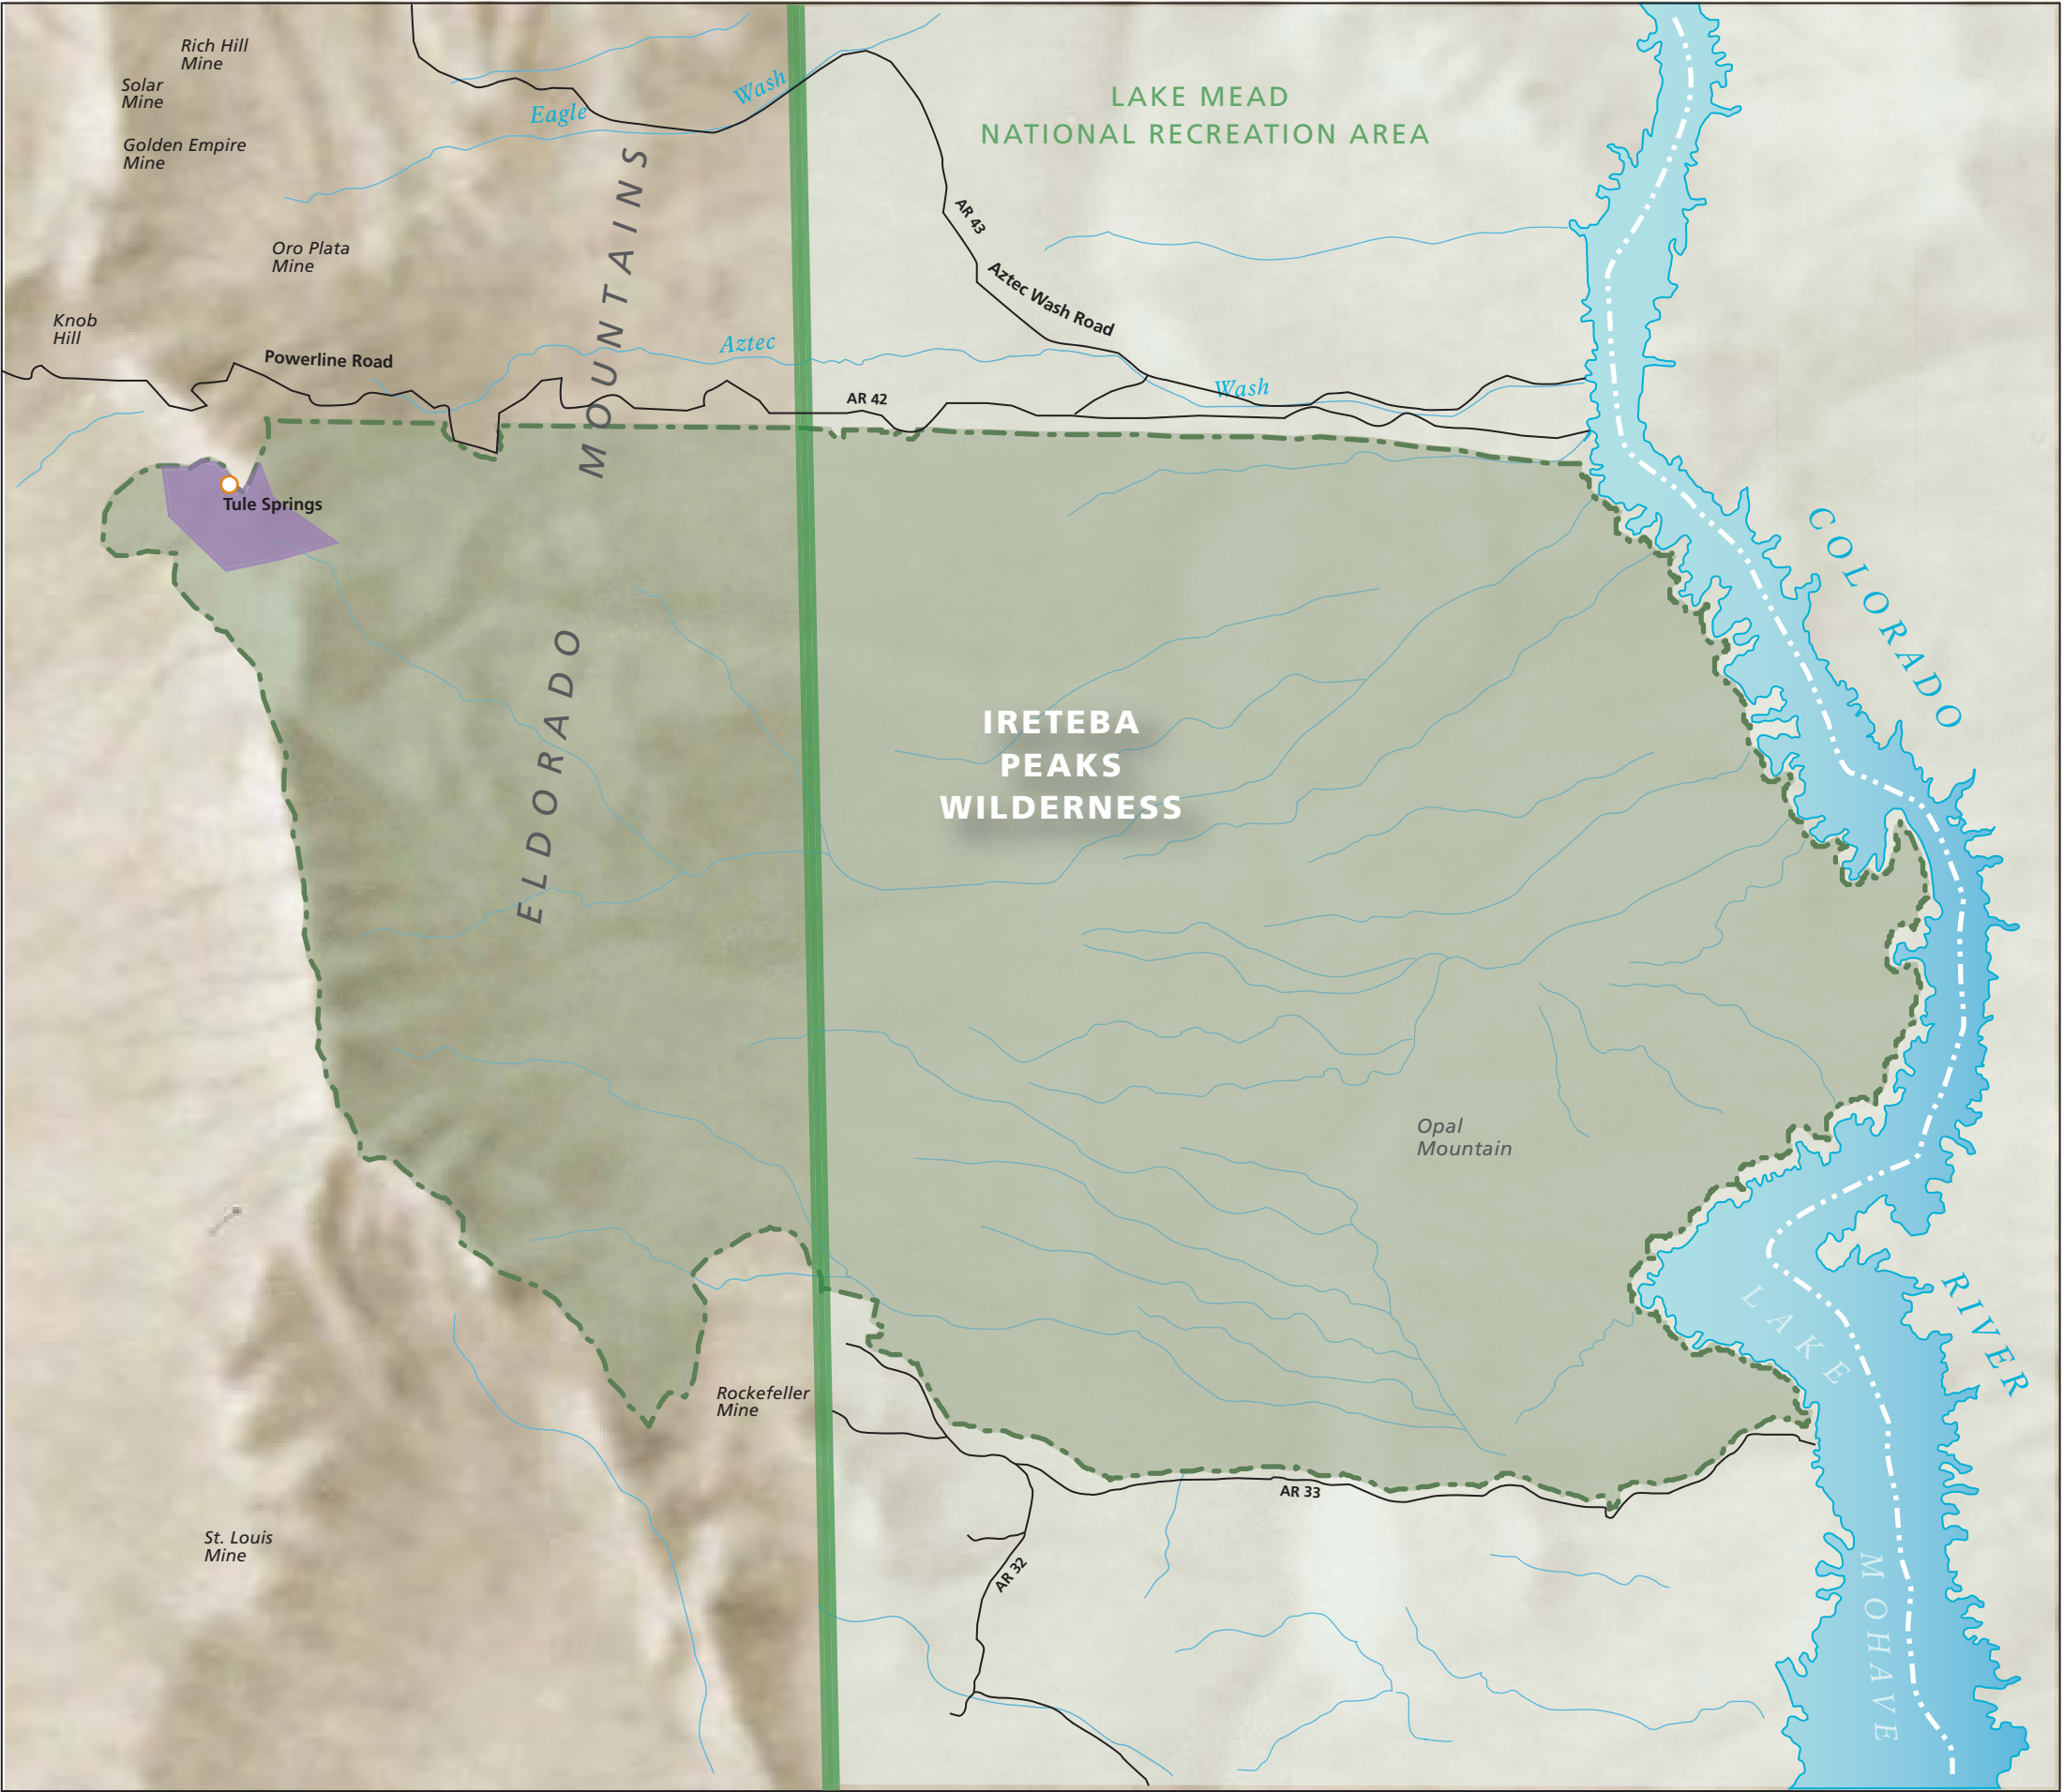 Rich Hill
Mine
Solar
Mine
Eagle
Wash
LAKE MEAD
NATIONAL RECREATION AREA
Golden Empire
Mine
AR 43
Oro Plata
Mine
Aztec Wash Road
Knob
Hill
Powerline Road
Aztec
Wash
AR 42
Tule Springs
ELDORADO
MOUNTAINS
COLORADO
IRETEBA
PEAKS
WILDERNESS
Opal
Mountain
RIVER
LAKE
Rockefeller
Mine
AR 33
St. Louis
Mine
AR 32
MOHAVE